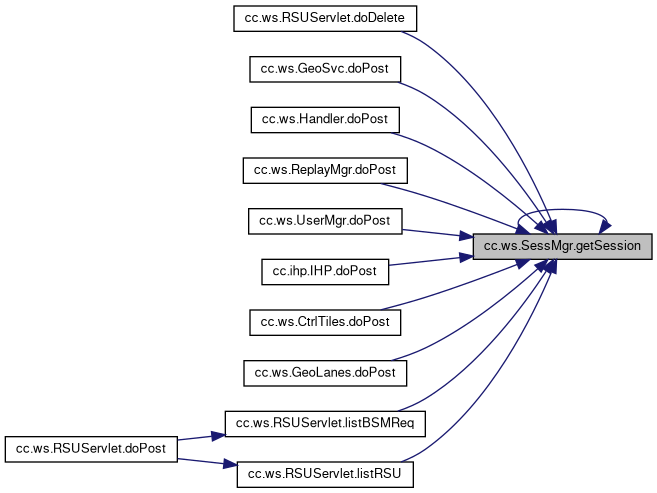 cc.ws.RSUServlet.doDelete
cc.ws.GeoSvc.doPost
cc.ws.Handler.doPost
cc.ws.ReplayMgr.doPost
cc.ws.UserMgr.doPost
cc.ws.SessMgr.getSession
cc.ihp.IHP.doPost
cc.ws.CtrlTiles.doPost
cc.ws.GeoLanes.doPost
cc.ws.RSUServlet.listBSMReq
cc.ws.RSUServlet.doPost
cc.ws.RSUServlet.listRSU